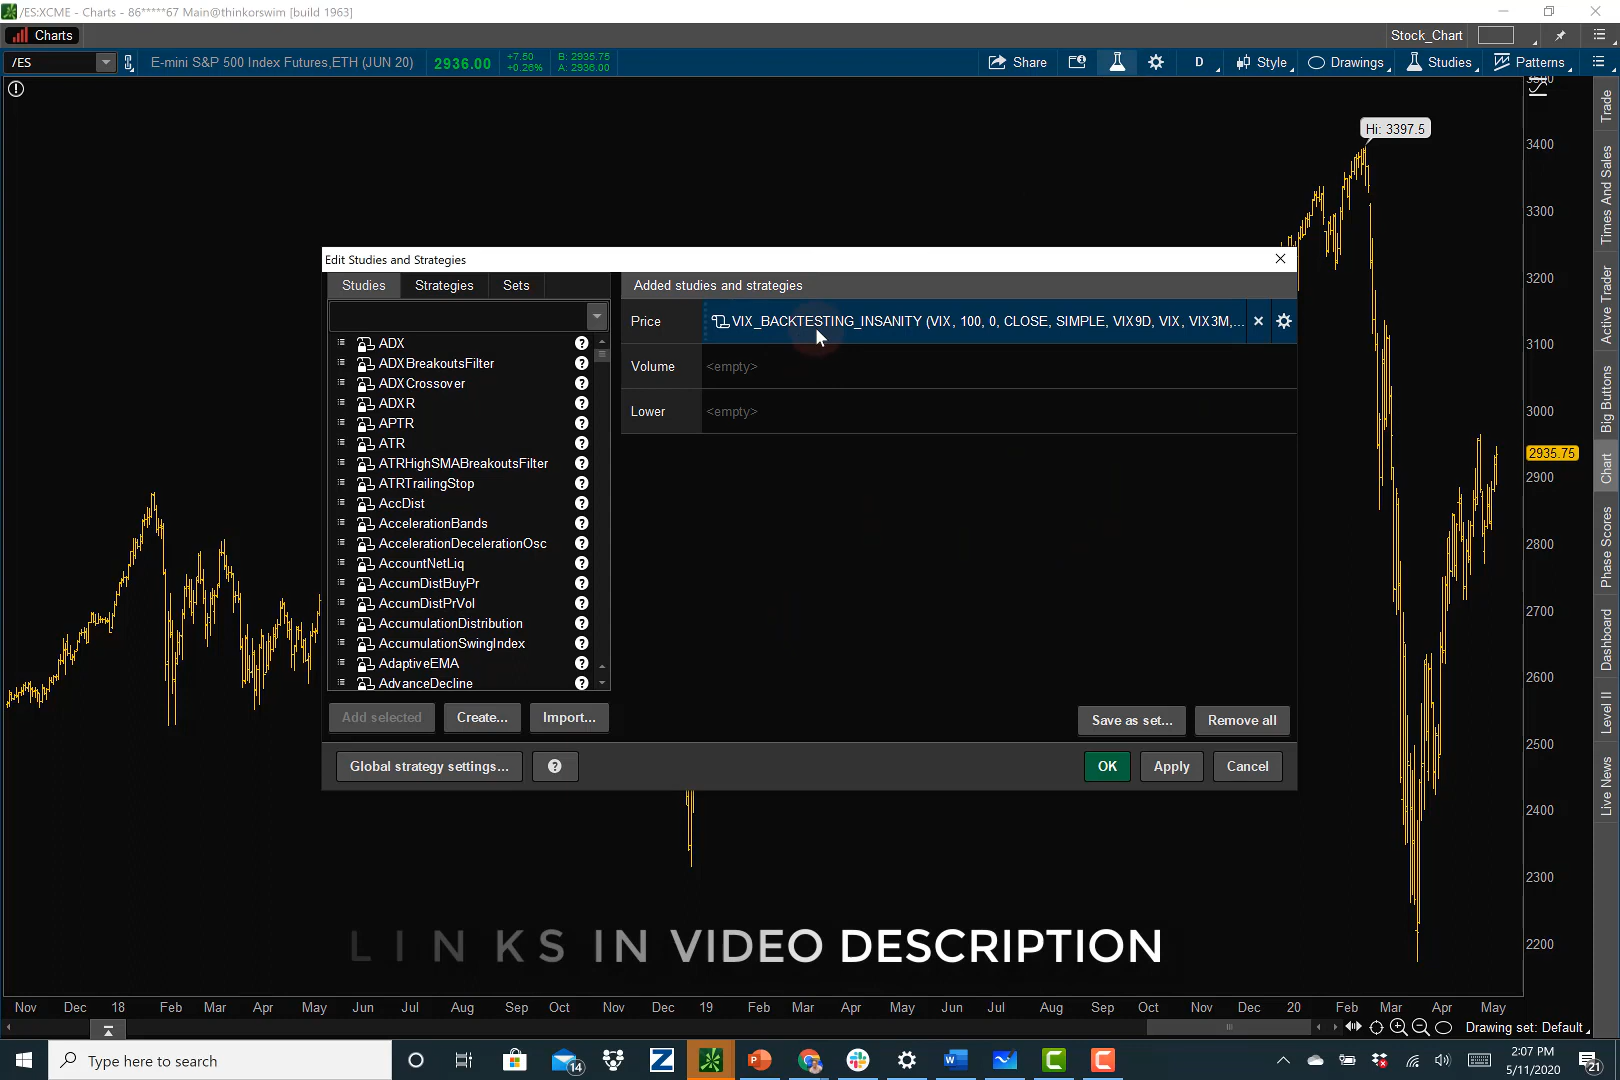 /ES:XCME - Charts - 86*****67 Main@thinkorswim [build 1963]
Charts
Stock_Chart
/ES
E-mini S&P 500 Index Futures,ETH (JUN 20)
2936.00
+7.50
+0.26%
B: 2935.75
A: 2936.00
Share
D
Style
Drawings
Studies
Patterns
Hi: 3397.5
3400
3300
3200
3100
3000
2935.75
2900
2800
2700
2600
2500
2400
2300
2200
Trade
Times And Sales
Active Trader
Big Buttons
Chart
Phase Scores
Dashboard
Level II
Live News
Edit Studies and Strategies
Studies
Strategies
Sets
ADX
ADXBreakoutsFilter
ADXCrossover
ADXR
APTR
ATR
ATRHighSMABreakoutsFilter
ATRTrailingStop
AccDist
AccelerationBands
AccelerationDecelerationOsc
AccountNetLiq
AccumDistBuyPr
AccumDistPrVol
AccumulationDistribution
AccumulationSwingIndex
AdaptiveEMA
AdvanceDecline
Add selected
Create...
Import...
Added studies and strategies
Price
VIX_BACKTESTING_INSANITY (VIX, 100, 0, CLOSE, SIMPLE, VIX9D, VIX, VIX3M,...
Volume
<empty>
Lower
<empty>
Save as set...
Remove all
Global strategy settings...
OK
Apply
Cancel
LINKS IN VIDEO DESCRIPTION
Nov Dec 18 Feb Mar Apr May Jun Jul Aug Sep Oct Nov Dec 19 Feb Mar Apr May Jun Jul Aug Sep Oct Nov Dec 20 Feb Mar Apr May
Drawing set: Default
Type here to search
14
2:07 PM
5/11/2020
21